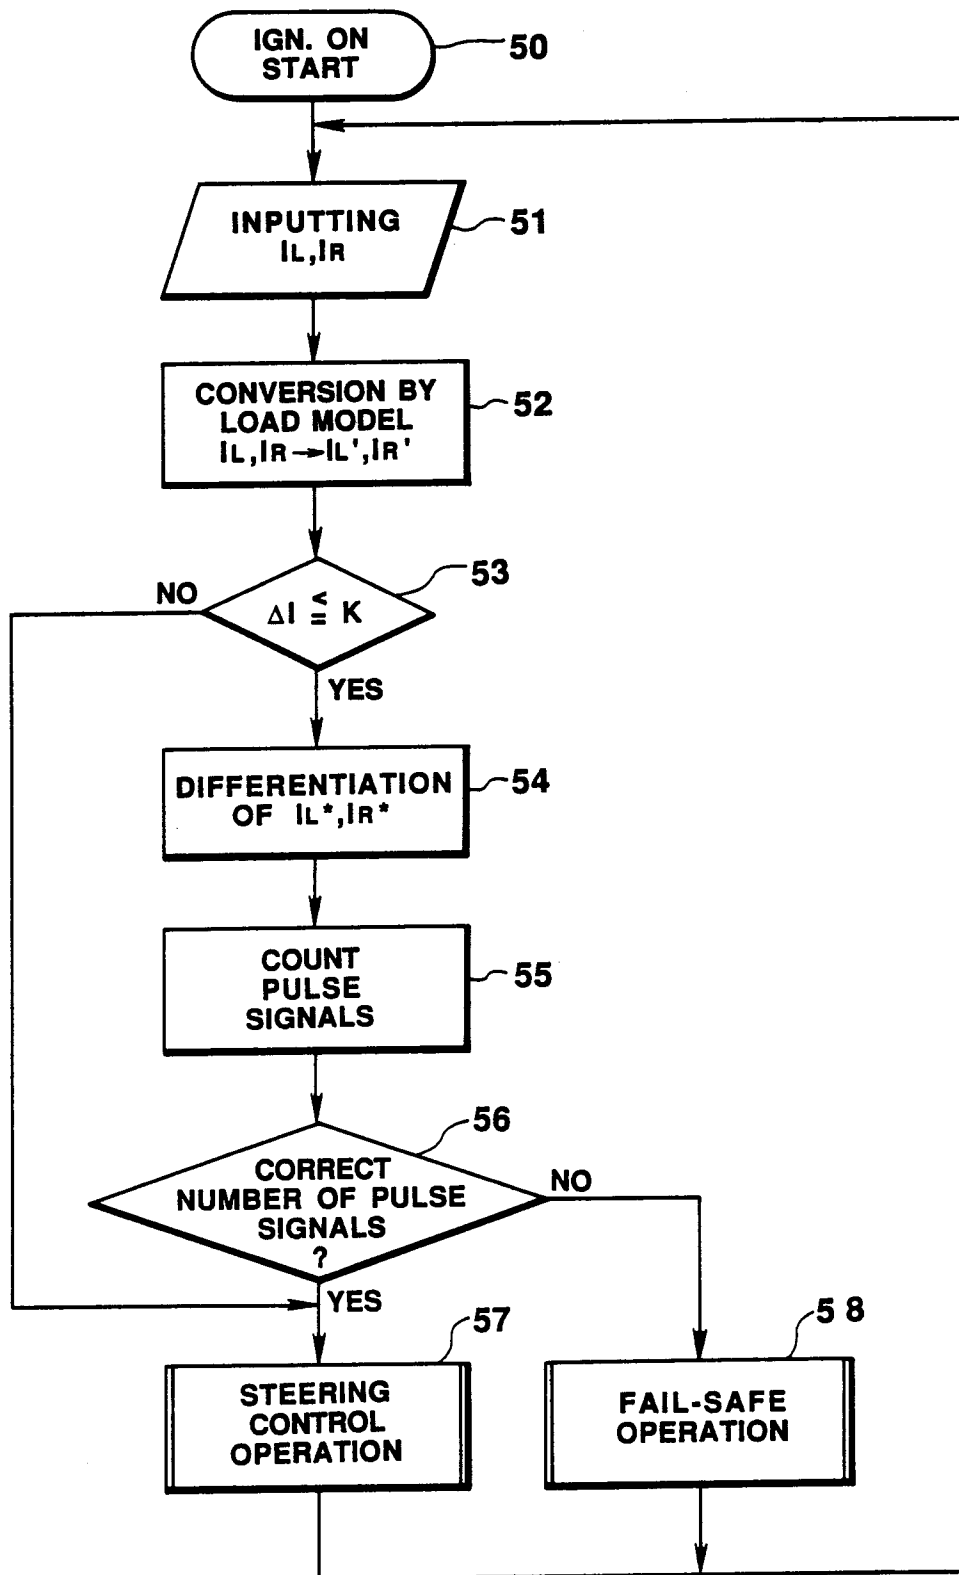 IGN. ON
START
50
INPUTTING
IL,IR
51
CONVERSION BY
LOAD MODEL
IL,IR→IL',IR'
52
53
NO
ΔI ≦ K
YES
DIFFERENTIATION
OF IL*,IR*
54
COUNT
PULSE
SIGNALS
55
56
CORRECT
NUMBER OF PULSE
SIGNALS
?
NO
YES
57
58
STEERING
CONTROL
OPERATION
FAIL-SAFE
OPERATION